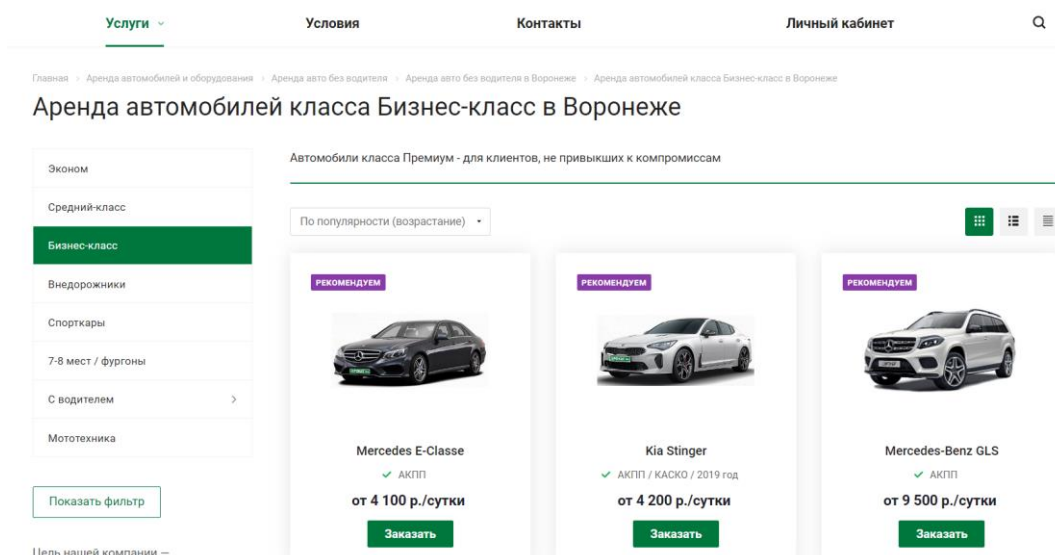 Услуги
Условия
Контакты
Личный кабинет
Главная > Аренда автомобилей и оборудования > Аренда авто без водителя > Аренда авто без водителя в Воронеже > Аренда автомобилей класса Бизнес-класс в Воронеже
Аренда автомобилей класса Бизнес-класс в Воронеже
Эконом
Средний-класс
Бизнес-класс
Внедорожники
Спорткары
7-8 мест / фургоны
С водителем >
Мототехника
Показать фильтр
Цель нашей компании —
Автомобили класса Премиум - для клиентов, не привыкших к компромиссам
По популярности (возрастание)
РЕКОМЕНДУЕМ
Mercedes E-Classe
АКПП
от 4 100 р./сутки
Заказать
РЕКОМЕНДУЕМ
Kia Stinger
АКПП / КАСКО / 2019 год
от 4 200 р./сутки
Заказать
РЕКОМЕНДУЕМ
Mercedes-Benz GLS
АКПП
от 9 500 р./сутки
Заказать